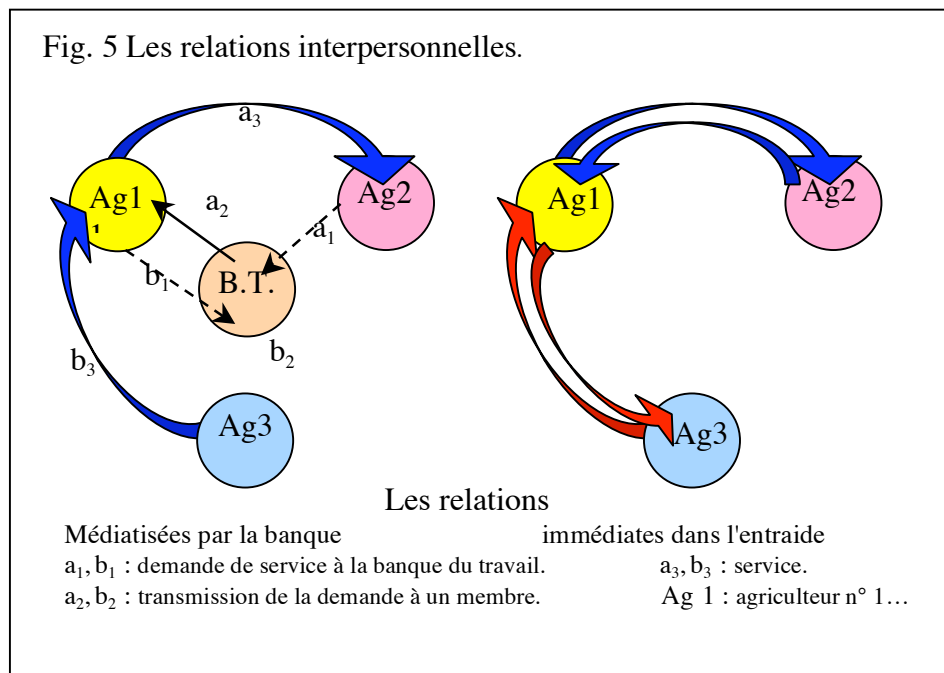 Fig. 5 Les relations interpersonnelles.
a₃
Ag1
1
a₂
Ag2
a₁
b₁
B.T.
b₂
b₃
Ag3
Ag1
Ag2
Ag3
Les relations
Médiatisées par la banque immédiates dans l'entraide
a₁, b₁ : demande de service à la banque du travail. a₃, b₃ : service.
a₂, b₂ : transmission de la demande à un membre. Ag 1 : agriculteur n° 1…